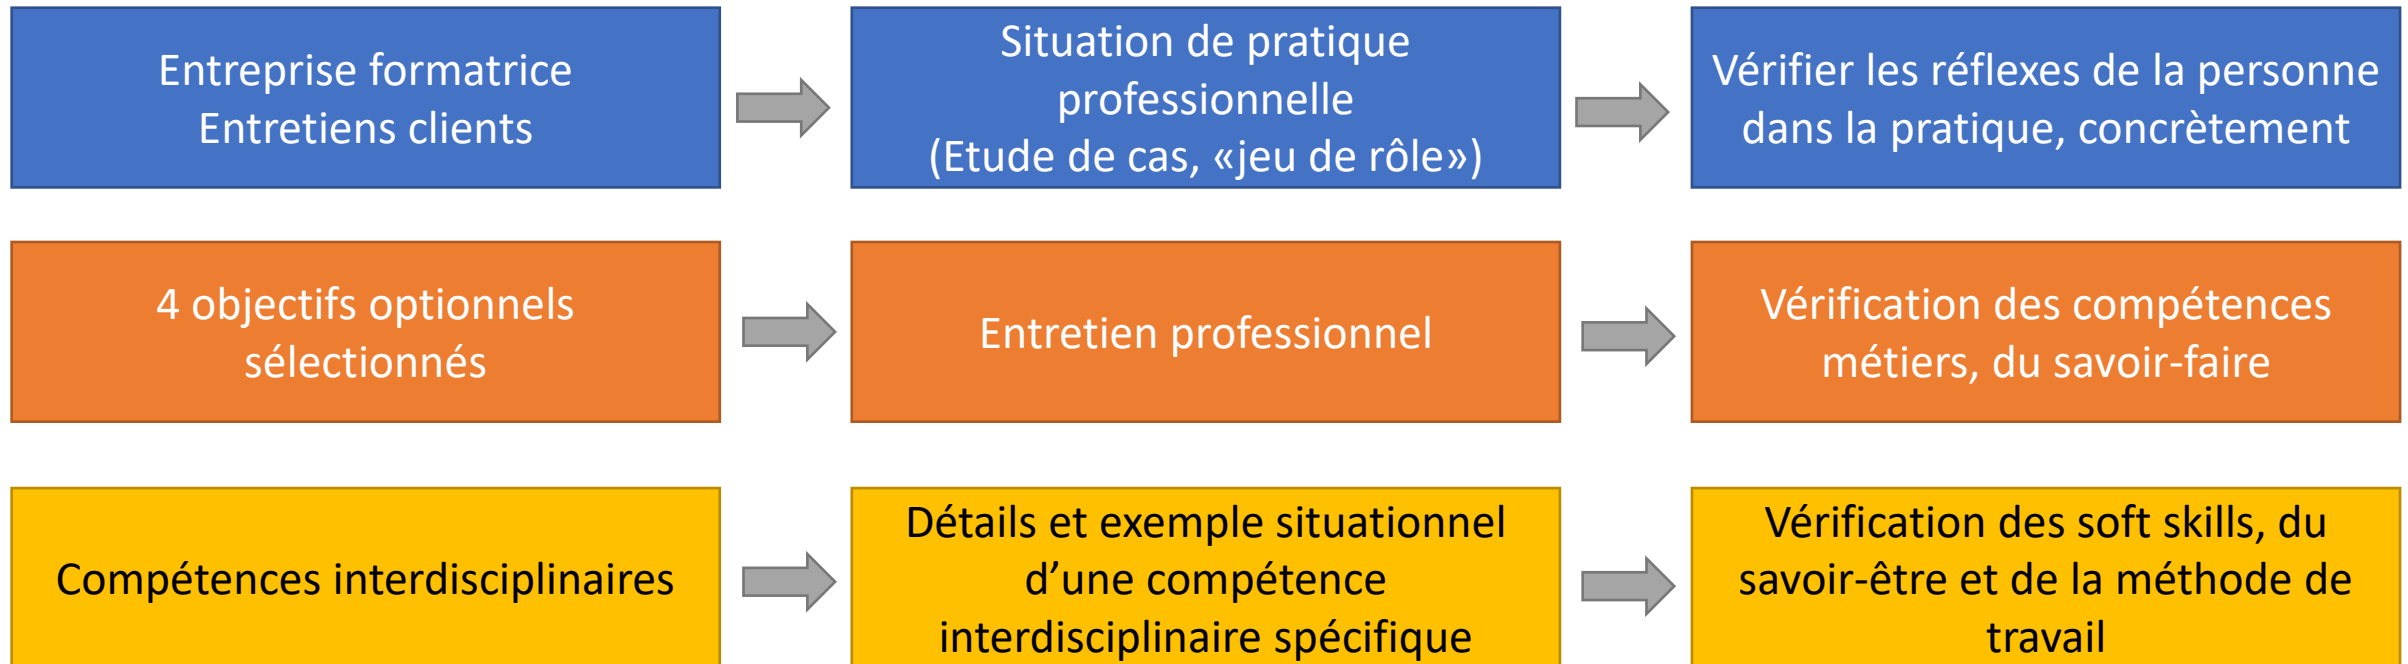 Entreprise formatrice
Entretiens clients
Situation de pratique
professionnelle
(Etude de cas, «jeu de rôle»)
Vérifier les réflexes de la personne
dans la pratique, concrètement
4 objectifs optionnels
sélectionnés
Entretien professionnel
Vérification des compétences
métiers, du savoir-faire
Compétences interdisciplinaires
Détails et exemple situationnel
d’une compétence
interdisciplinaire spécifique
Vérification des soft skills, du
savoir-être et de la méthode de
travail